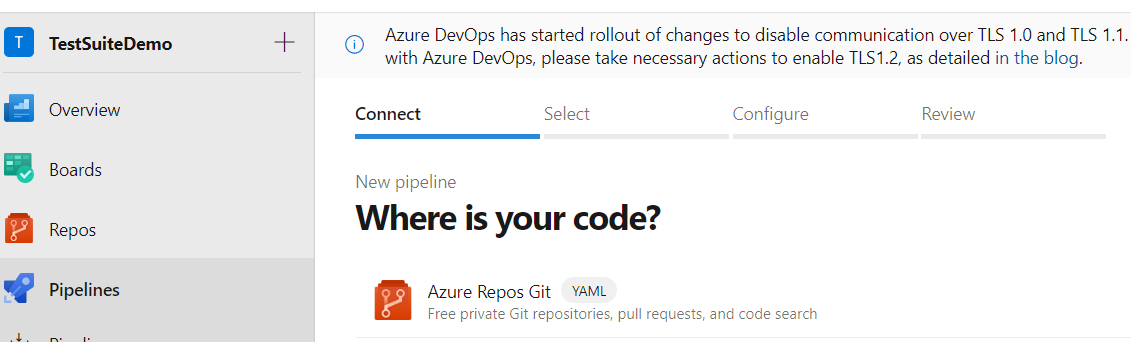 T TestSuiteDemo
Azure DevOps has started rollout of changes to disable communication over TLS 1.0 and TLS 1.1.
with Azure DevOps, please take necessary actions to enable TLS1.2, as detailed in the blog.
Overview
Boards
Repos
Pipelines
Connect Select Configure Review
New pipeline
Where is your code?
Azure Repos Git YAML
Free private Git repositories, pull requests, and code search